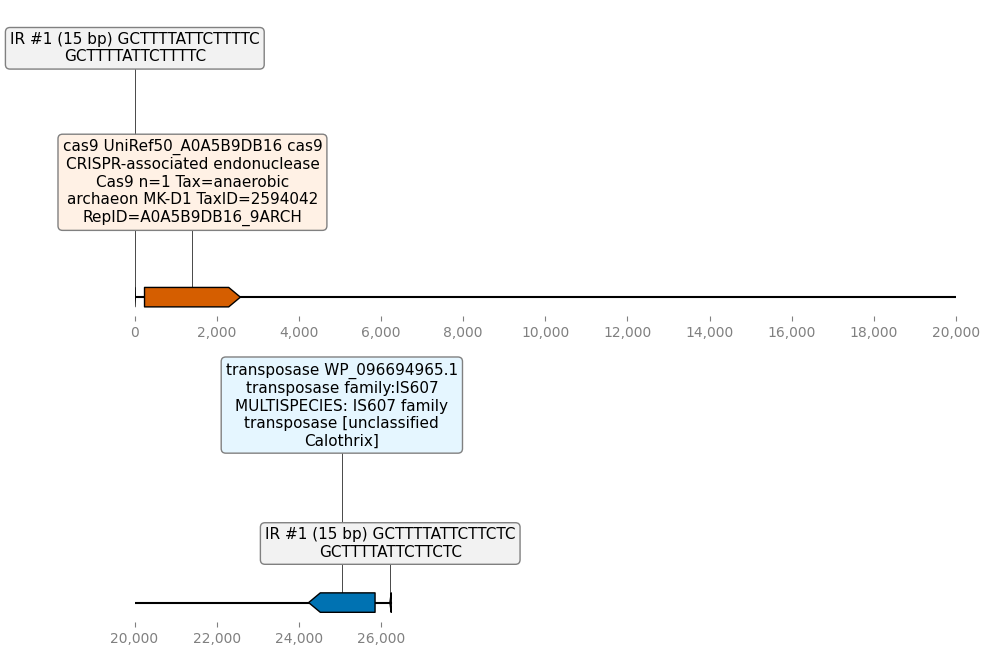 IR #1 (15 bp) GCTTTTATTCTTTTC
GCTTTTATTCTTTTC
cas9 UniRef50_A0A5B9DB16 cas9
CRISPR-associated endonuclease
Cas9 n=1 Tax=anaerobic
archaeon MK-D1 TaxID=2594042
RepID=A0A5B9DB16_9ARCH
0 2,000 4,000 6,000 8,000 10,000 12,000 14,000 16,000 18,000 20,000
transposase WP_096694965.1
transposase family:IS607
MULTISPECIES: IS607 family
transposase [unclassified
Calothrix]
IR #1 (15 bp) GCTTTTATTCTTCTC
GCTTTTATTCTTCTC
20,000 22,000 24,000 26,000